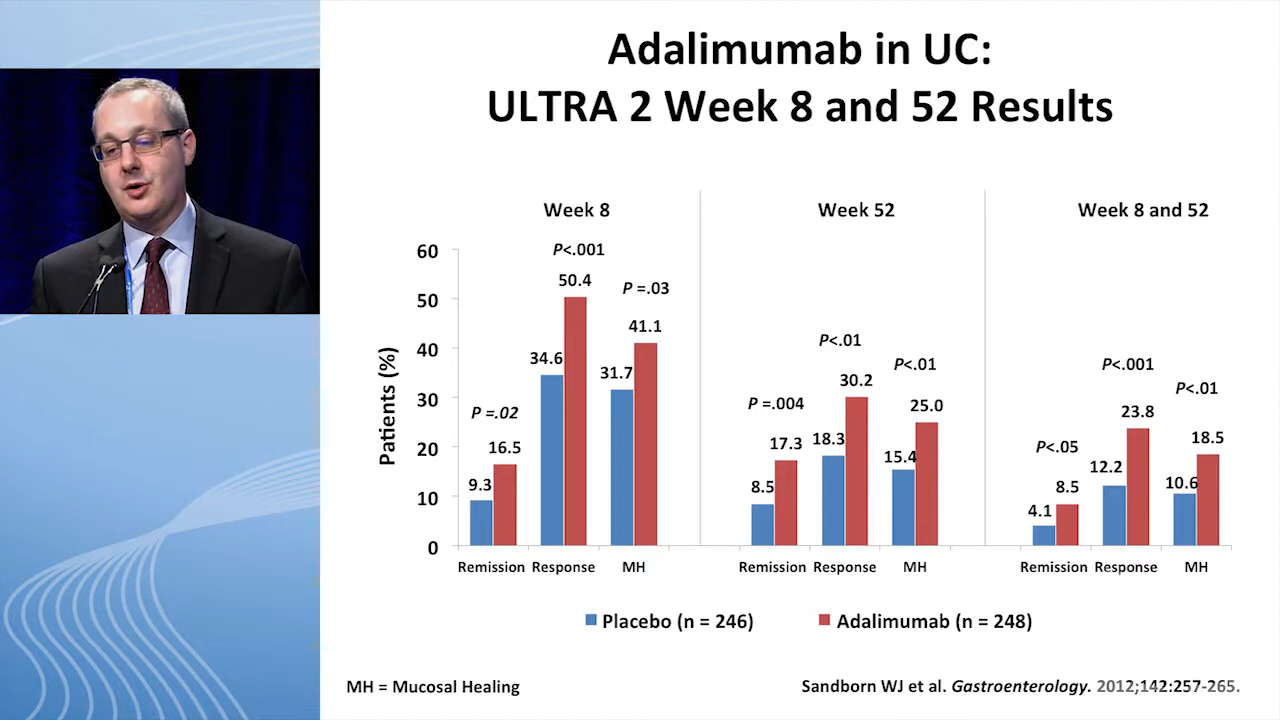 Adalimumab in UC:
ULTRA 2 Week 8 and 52 Results
Week 8
Week 52
Week 8 and 52
Patients (%)
60
50
40
30
20
10
0
P =.02
9.3
16.5
P<.001
34.6
50.4
P =.03
31.7
41.1
P =.004
8.5
17.3
P<.01
18.3
30.2
P<.01
15.4
25.0
P<.05
4.1
8.5
P<.001
12.2
23.8
P<.01
10.6
18.5
Remission Response MH
Remission Response MH
Remission Response MH
Placebo (n = 246)
Adalimumab (n = 248)
MH = Mucosal Healing
Sandborn WJ et al. Gastroenterology. 2012;142:257-265.